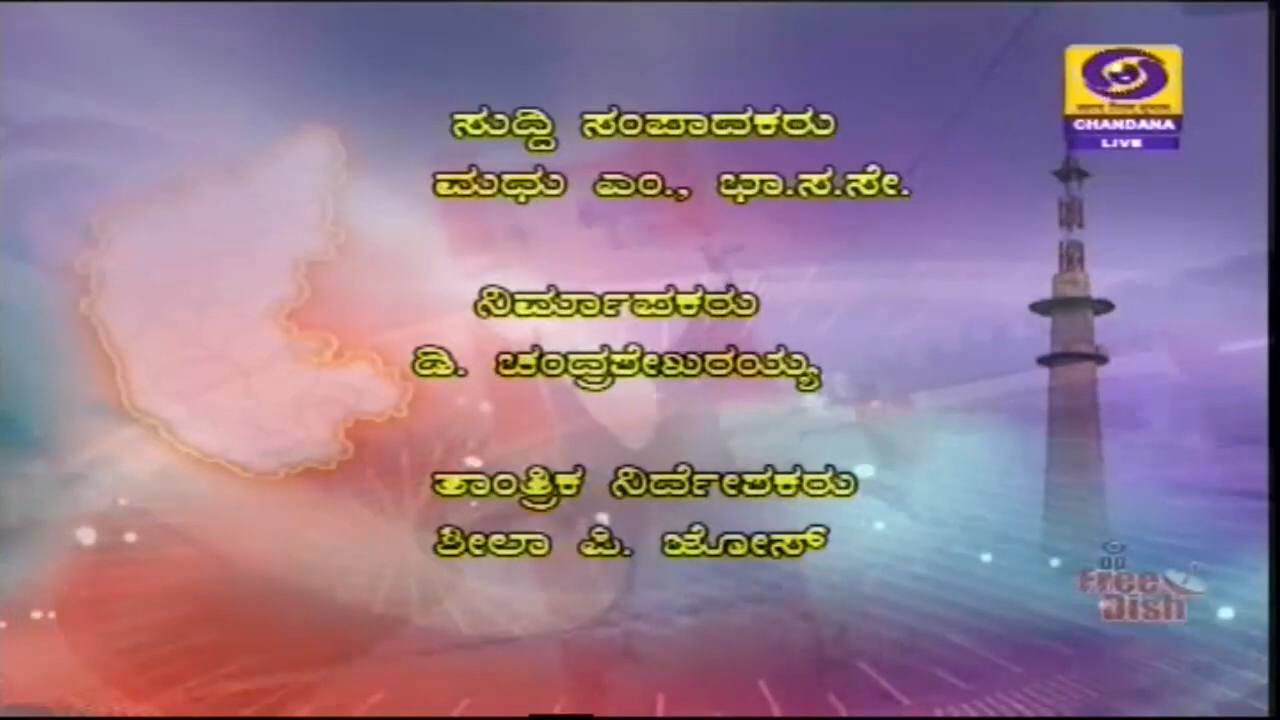 ಸುದ್ದಿ ಸಂಪಾದಕರು
ಮಧು ಎಂ., ಭಾ.ಸ.ಸೇ.
ನಿರ್ಮಾಪಕರು
ಡಿ. ಚಂದ್ರಶೇಖರಯ್ಯ
ತಾಂತ್ರಿಕ ನಿರ್ದೇಶಕರು
ಶೀಲಾ ಪಿ. ಜೋಸ್
CHANDANA
LIVE
Free
Dish